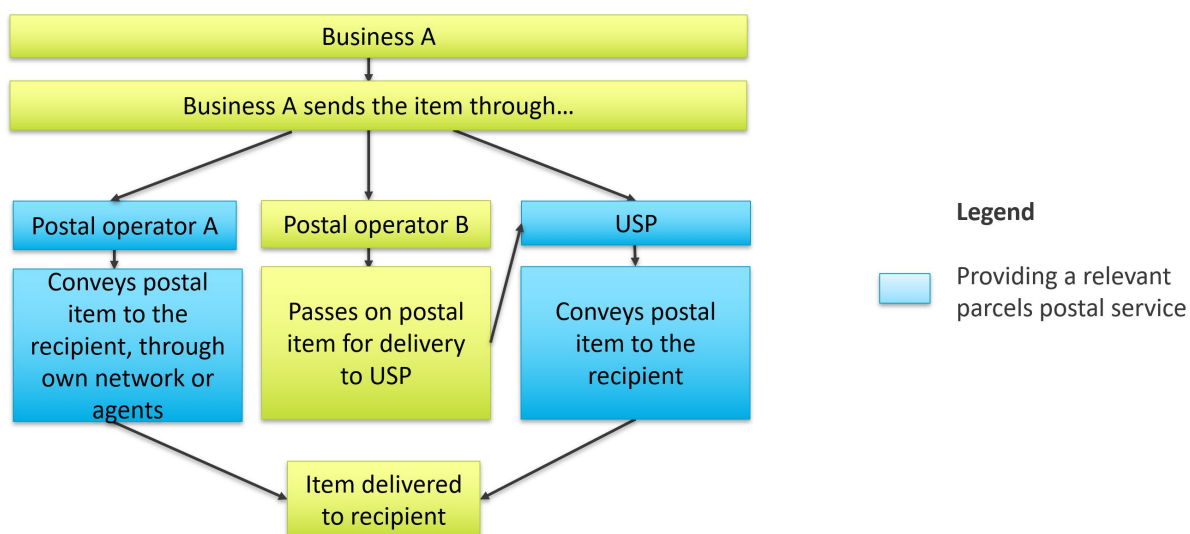 Business A
Business A sends the item through...
Postal operator A
Postal operator B
USP
Conveys postal
item to the
recipient, through
own network or
agents
Passes on postal
item for delivery
to USP
Conveys postal
item to the
recipient
Item delivered
to recipient
Legend
Providing a relevant
parcels postal service